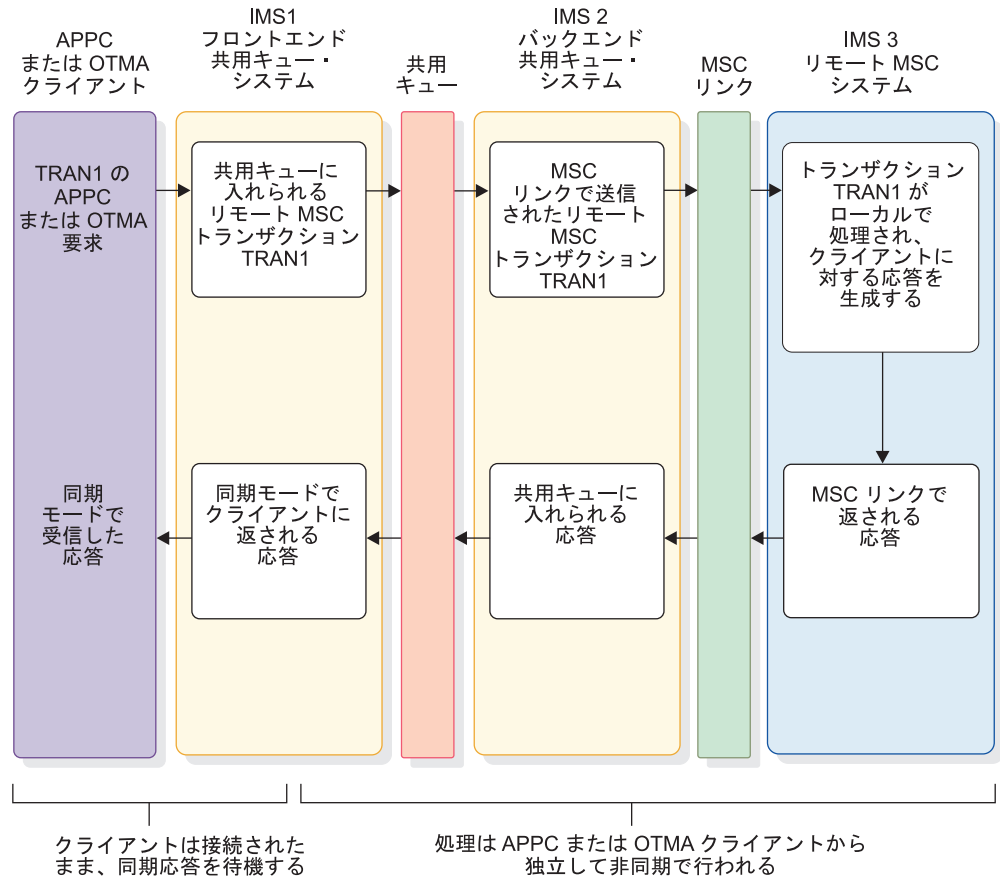 APPC
または OTMA
クライアント
IMS1
フロントエンド
共用キュー・
システム
共用
キュー
IMS 2
バックエンド
共用キュー・
システム
MSC
リンク
IMS 3
リモート MSC
システム
TRAN1 の
APPC
または OTMA
要求
共用キューに
入れられる
リモート MSC
トランザクション
TRAN1
MSC
リンクで送信
されたリモート
MSC
トランザクション
TRAN1
トランザクション
TRAN1 が
ローカルで
処理され、
クライアントに
対する応答を
生成する
同期
モードで
受信した
応答
同期モードで
クライアントに
返される
応答
共用キューに
入れられる
応答
MSC リンクで
返される
応答
クライアントは接続された
まま、同期応答を待機する
処理は APPC または OTMA クライアントから
独立して非同期で行われる